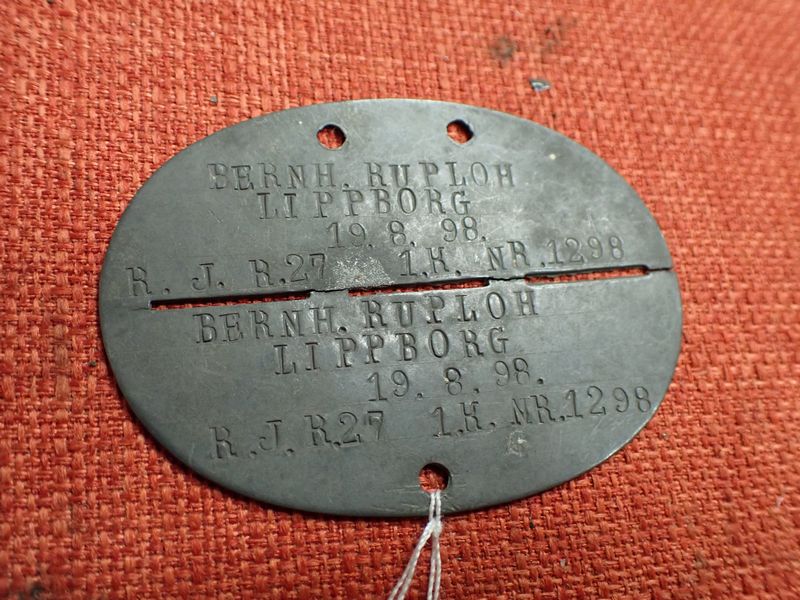 BERNH. RUPLOH
LIPPBORG
19. 8. 98.
R. J. R.27 1.K. NR.1298
BERNH. RUPLOH
LIPPBORG
19. 8. 98.
R.J.R.27 1.K. NR.1298